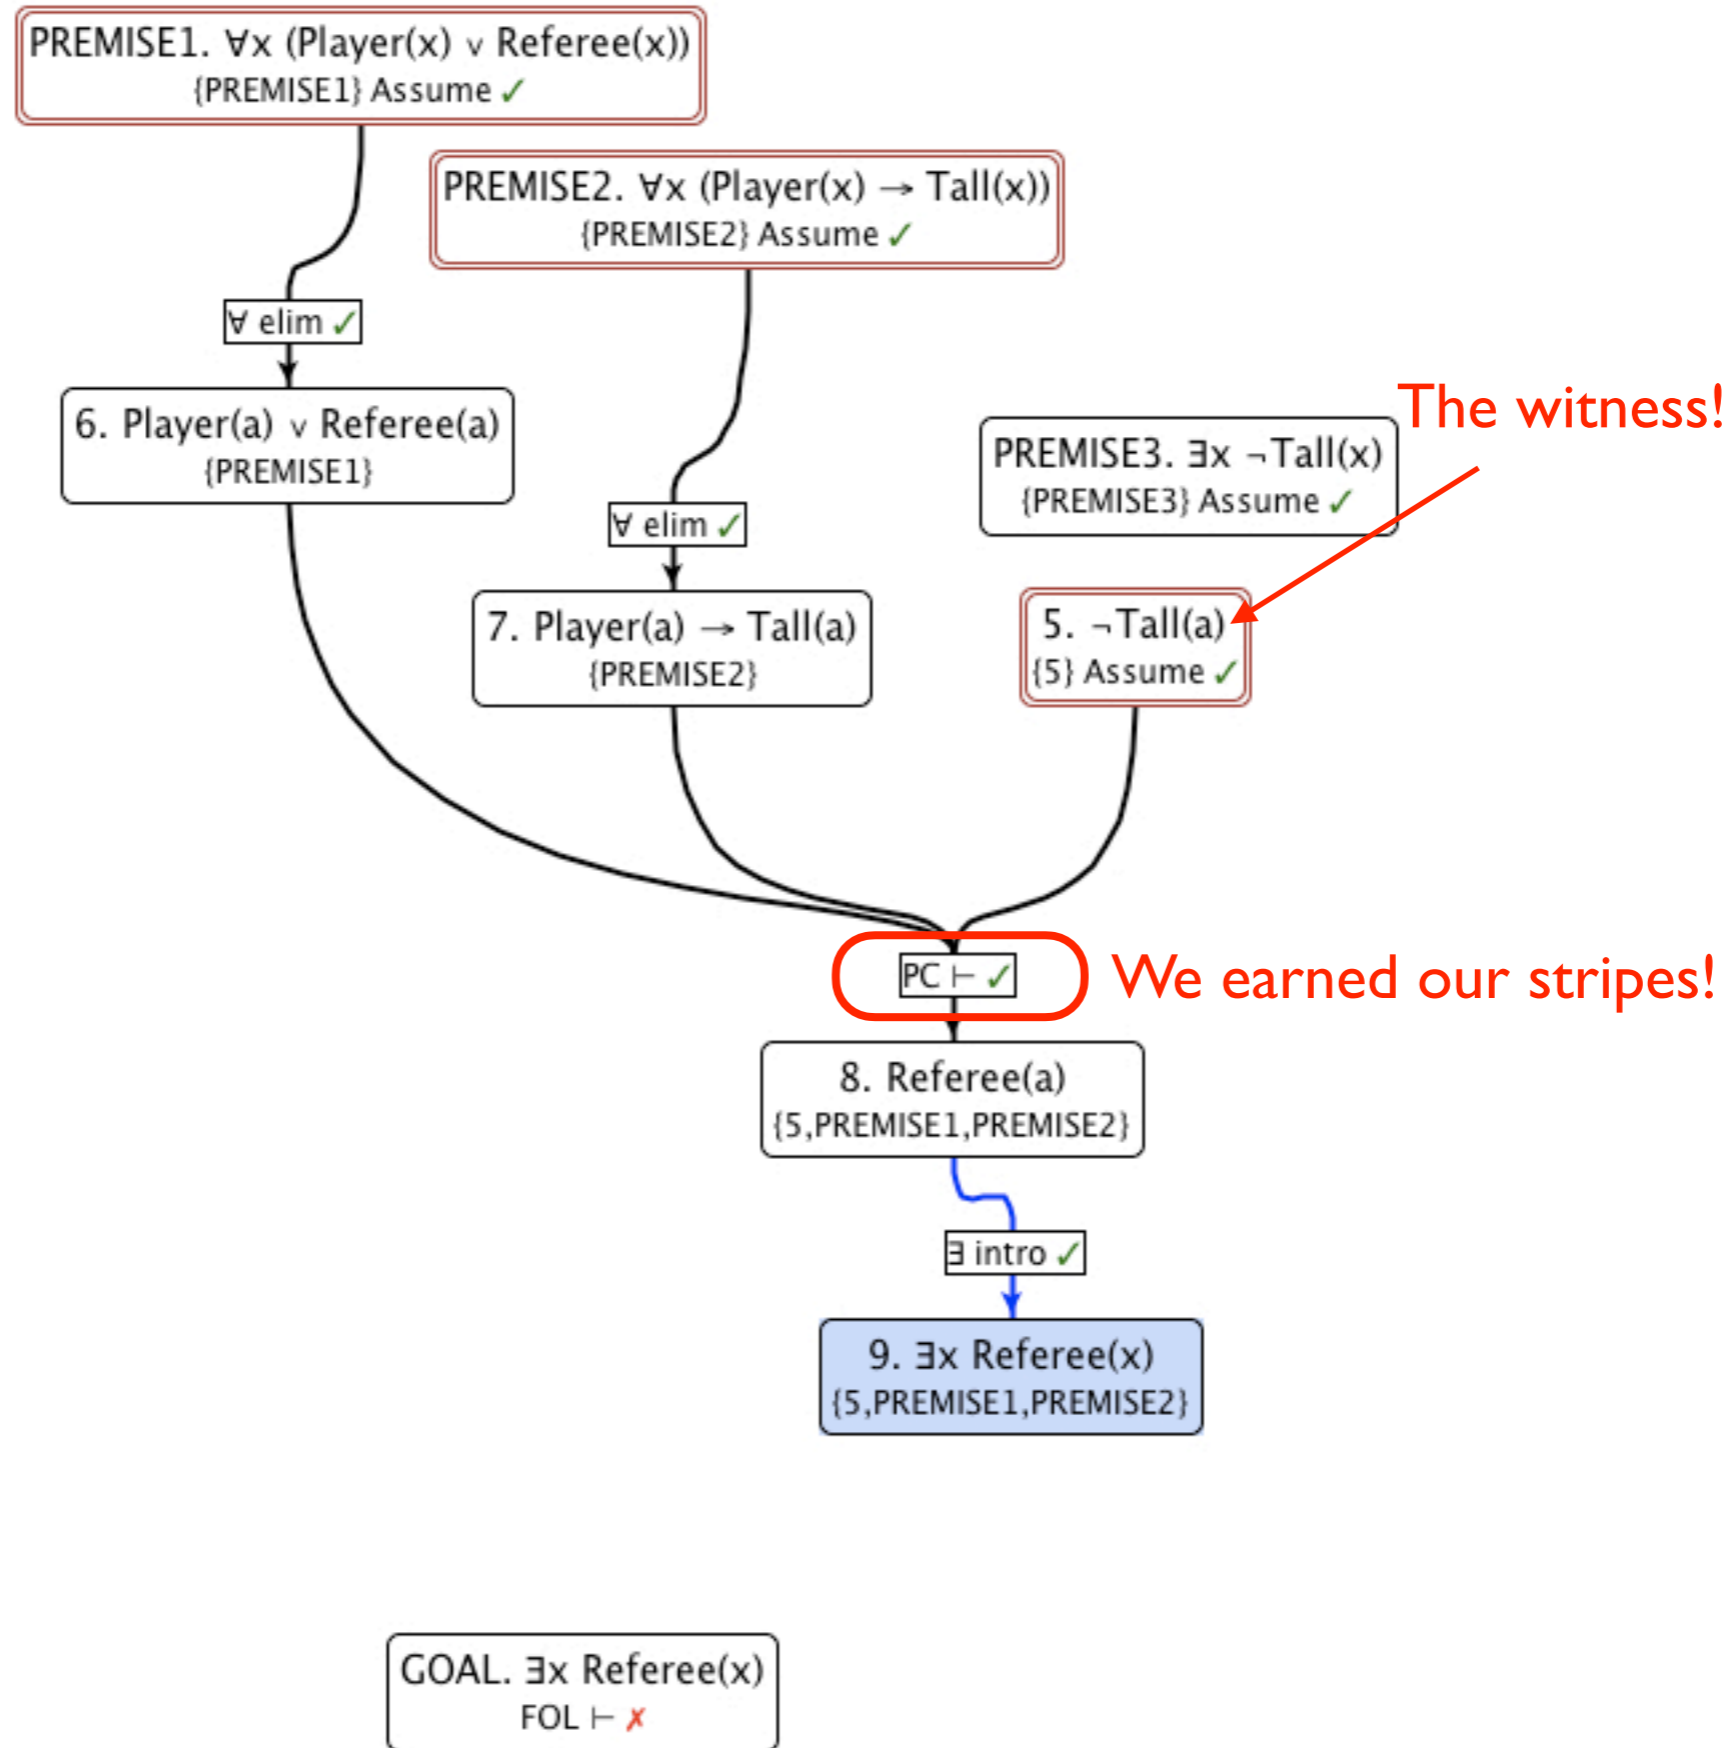 PREMISE1. ∀x (Player(x) ∨ Referee(x))
{PREMISE1} Assume ✓
PREMISE2. ∀x (Player(x) → Tall(x))
{PREMISE2} Assume ✓
∀ elim ✓
6. Player(a) ∨ Referee(a)
{PREMISE1}
The witness!
PREMISE3. ∃x ¬Tall(x)
{PREMISE3} Assume ✓
∀ elim ✓
7. Player(a) → Tall(a)
{PREMISE2}
5. ¬Tall(a)
{5} Assume ✓
PC ⊢ ✓
We earned our stripes!
8. Referee(a)
{5,PREMISE1,PREMISE2}
∃ intro ✓
9. ∃x Referee(x)
{5,PREMISE1,PREMISE2}
GOAL. ∃x Referee(x)
FOL ⊢ ✗